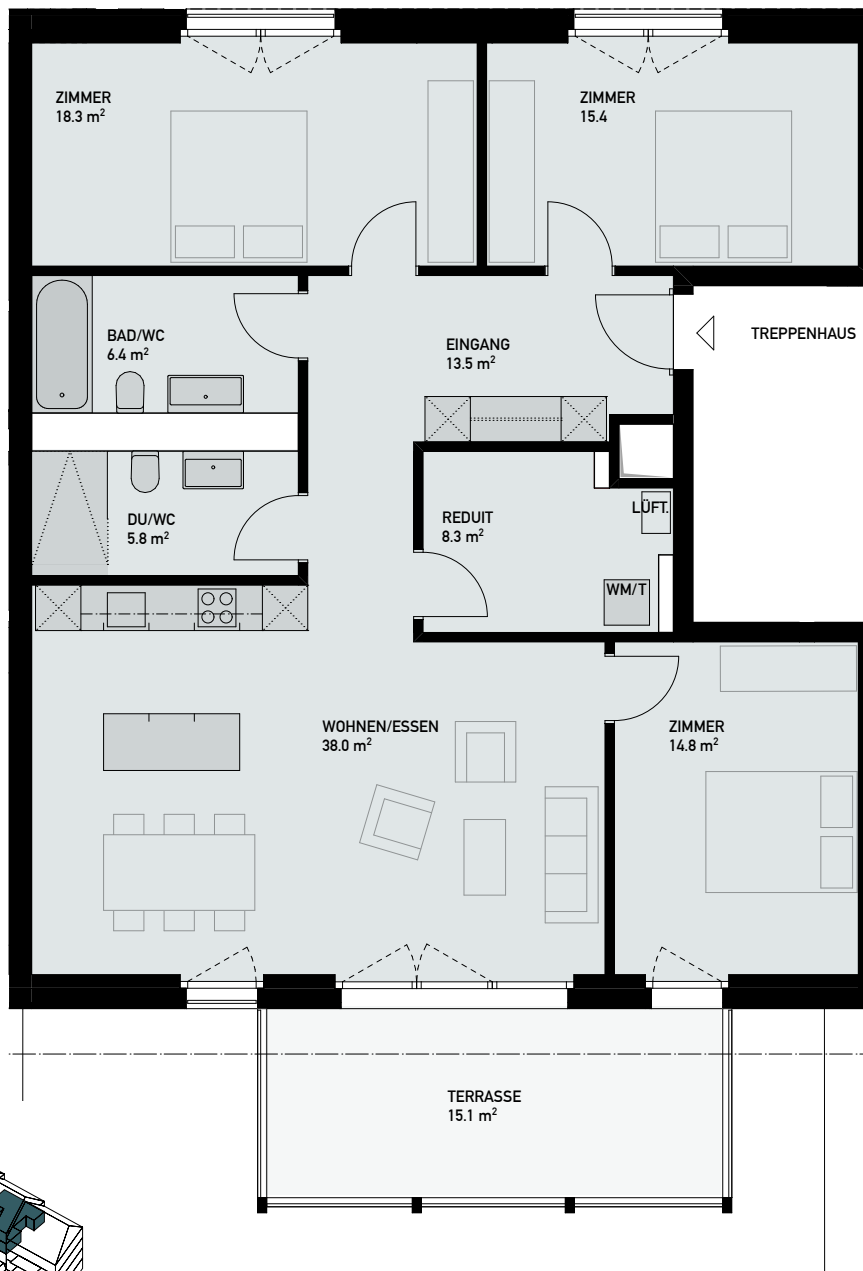 ZIMMER
18.3 m²
ZIMMER
15.4
BAD/WC
6.4 m²
EINGANG
13.5 m²
TREPPENHAUS
DU/WC
5.8 m²
REDUIT
8.3 m²
LÜFT.
WM/T
WOHNEN/ESSEN
38.0 m²
ZIMMER
14.8 m²
TERRASSE
15.1 m²